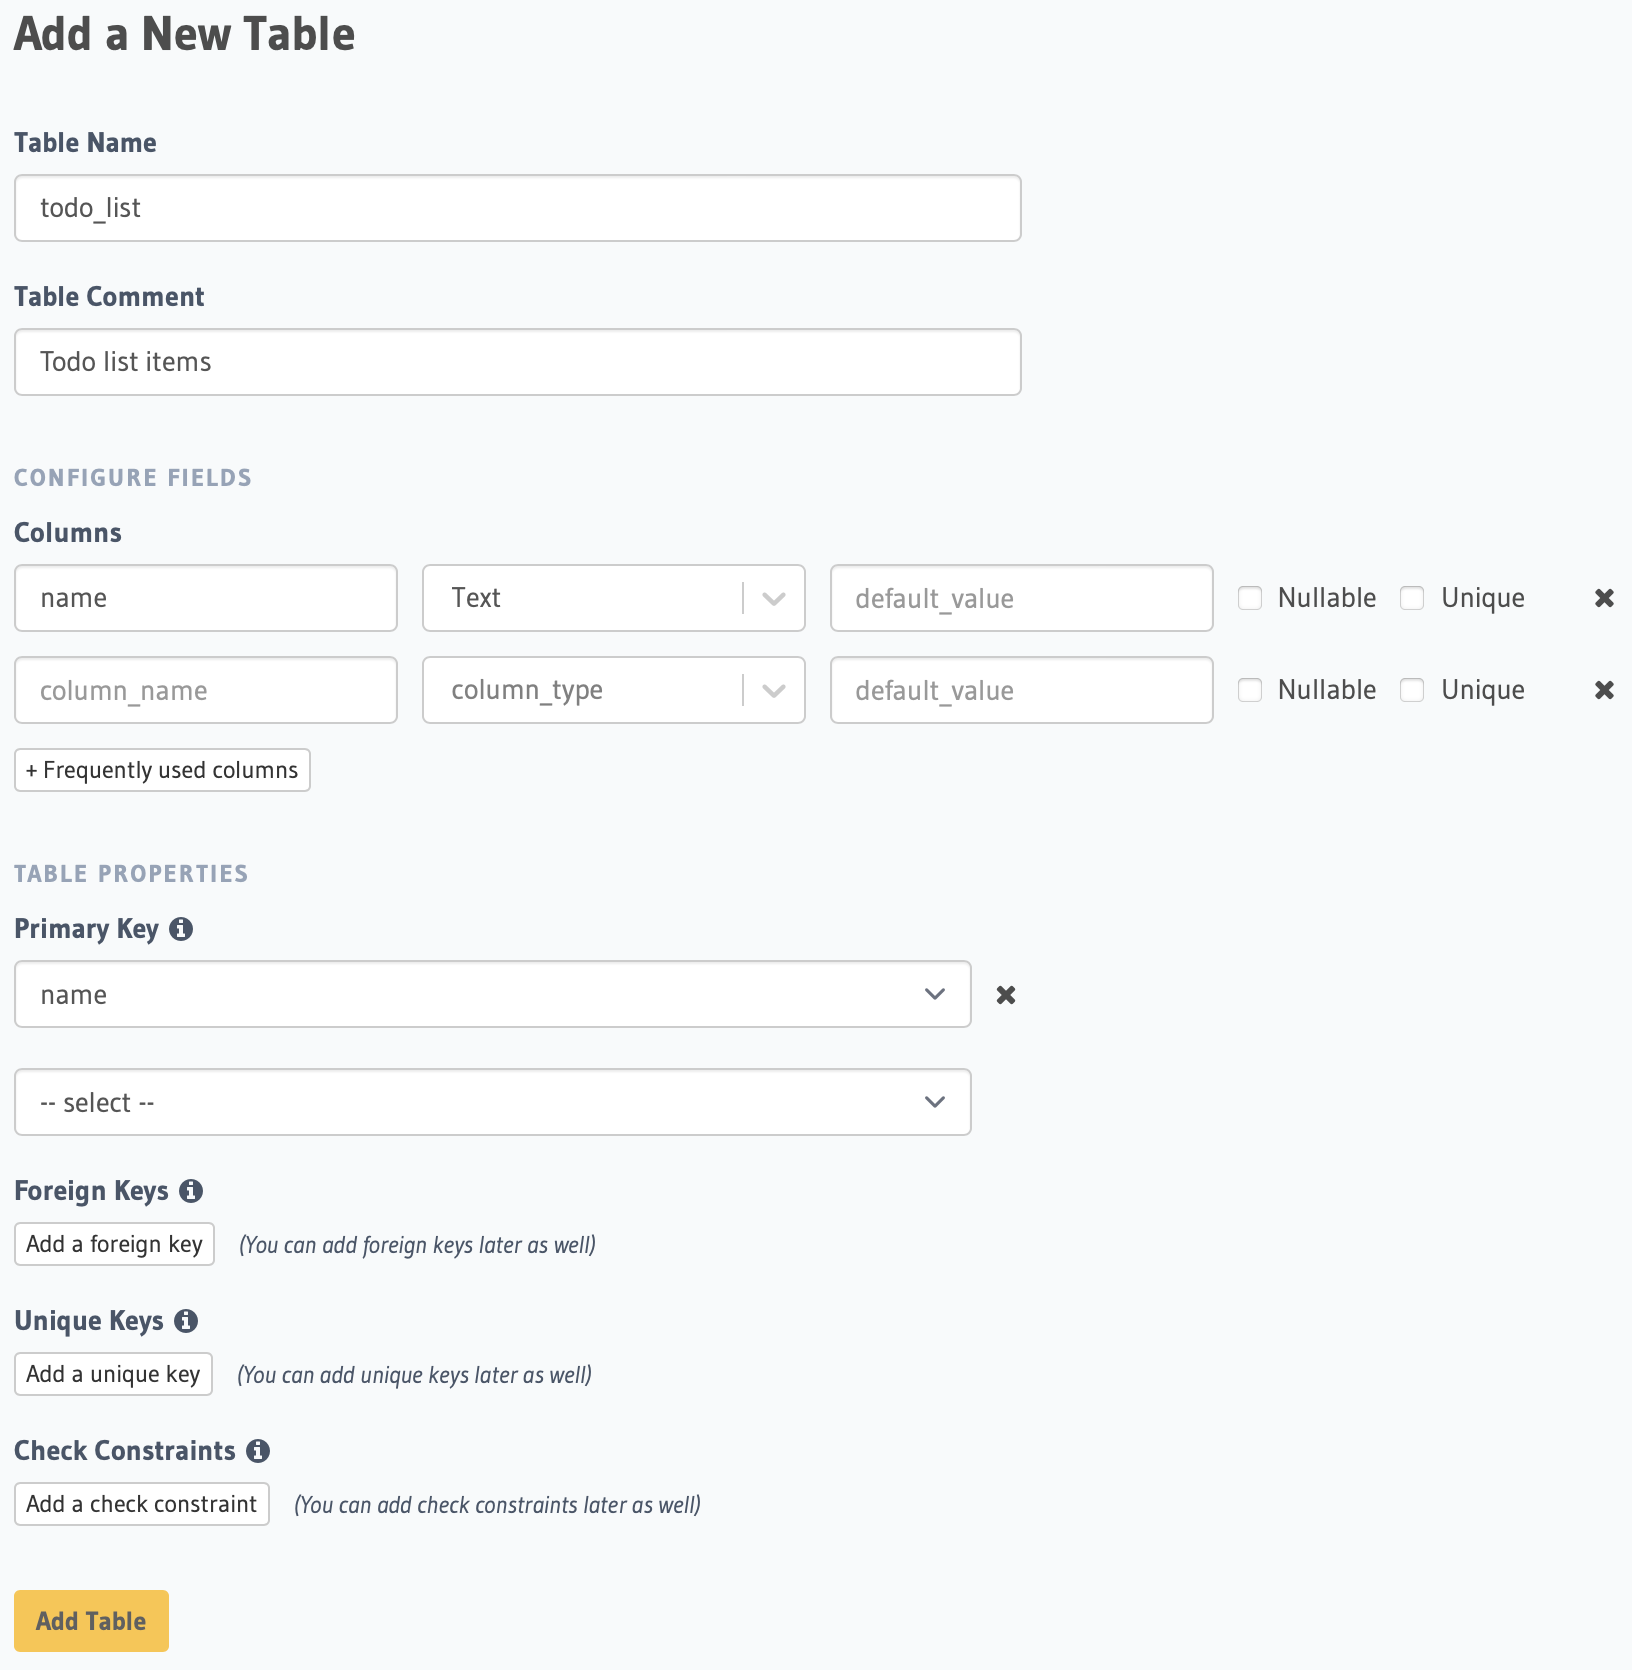 Add a New Table
Table Name
todo_list
Table Comment
Todo list items
CONFIGURE FIELDS
Columns
name Text default_value Nullable Unique
column_name column_type default_value Nullable Unique
+ Frequently used columns
TABLE PROPERTIES
Primary Key
name
-- select --
Foreign Keys
Add a foreign key (You can add foreign keys later as well)
Unique Keys
Add a unique key (You can add unique keys later as well)
Check Constraints
Add a check constraint (You can add check constraints later as well)
Add Table